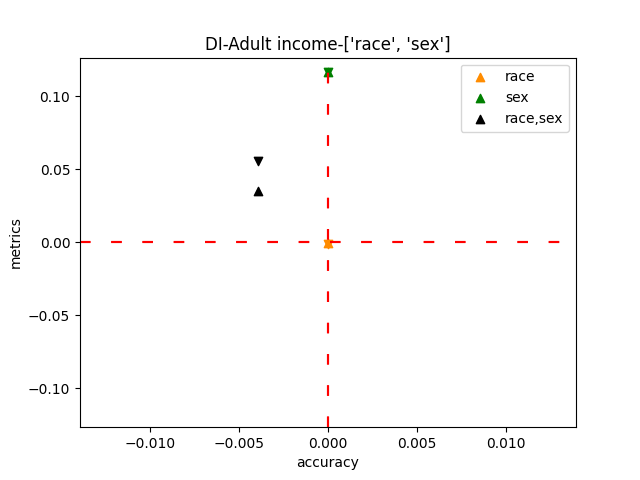 DI-Adult income-['race', 'sex']
race
sex
race,sex
0.10
0.05
0.00
−0.05
−0.10
metrics
−0.010
−0.005
0.000
0.005
0.010
accuracy